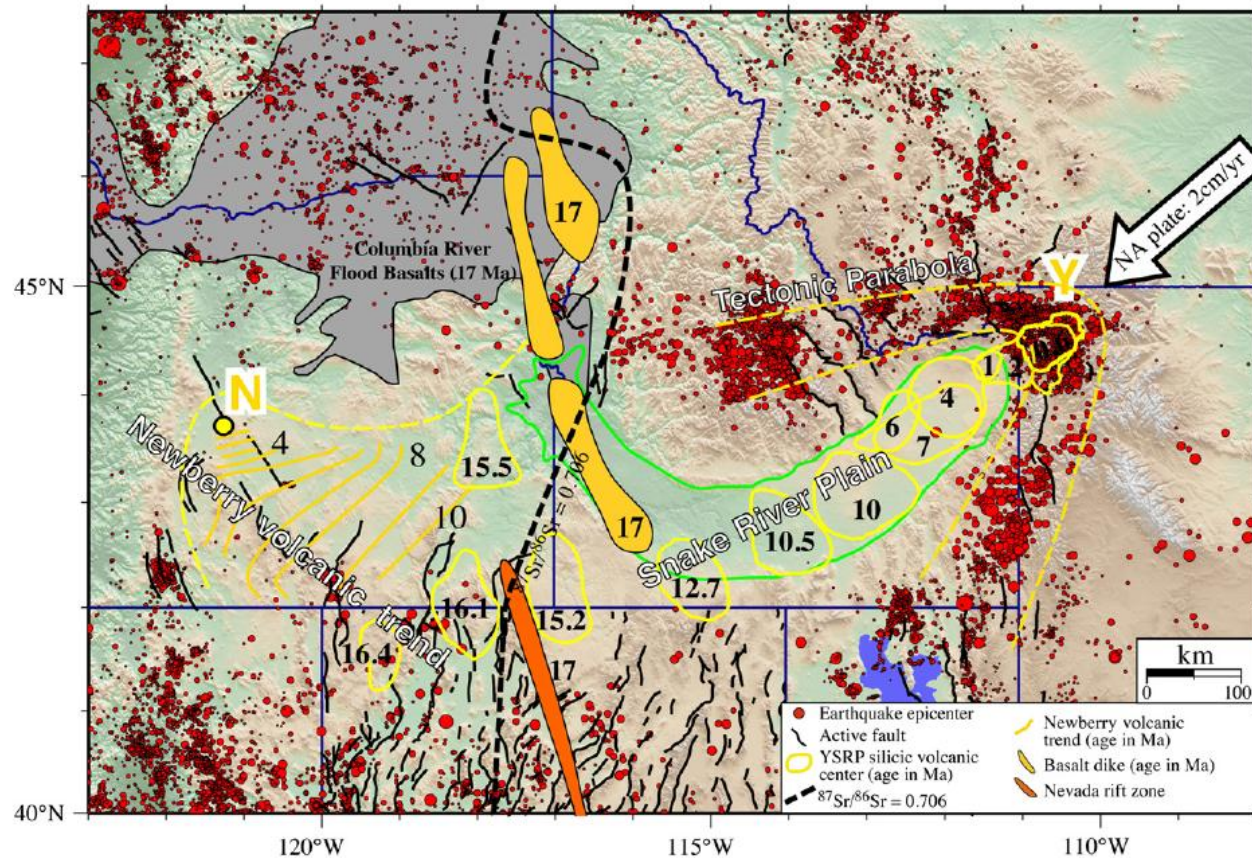 NA plate: 2cm/yr
17
Columbia River
Flood Basalts (17 Ma)
Tectonic Parabola
Y
45°N
1
2
4
N
6
4
8
7
15.5
Newberry volcanic trend
87Sr/86Sr = 0.706
Snake River Plain
10
17
10
10.5
12.7
16.1
15.2
16.4
17
km
0 100
Earthquake epicenter
Active fault
YSRP silicic volcanic
center (age in Ma)
87Sr/86Sr = 0.706
Newberry volcanic
trend (age in Ma)
Basalt dike (age in Ma)
Nevada rift zone
40°N
120°W
115°W
110°W